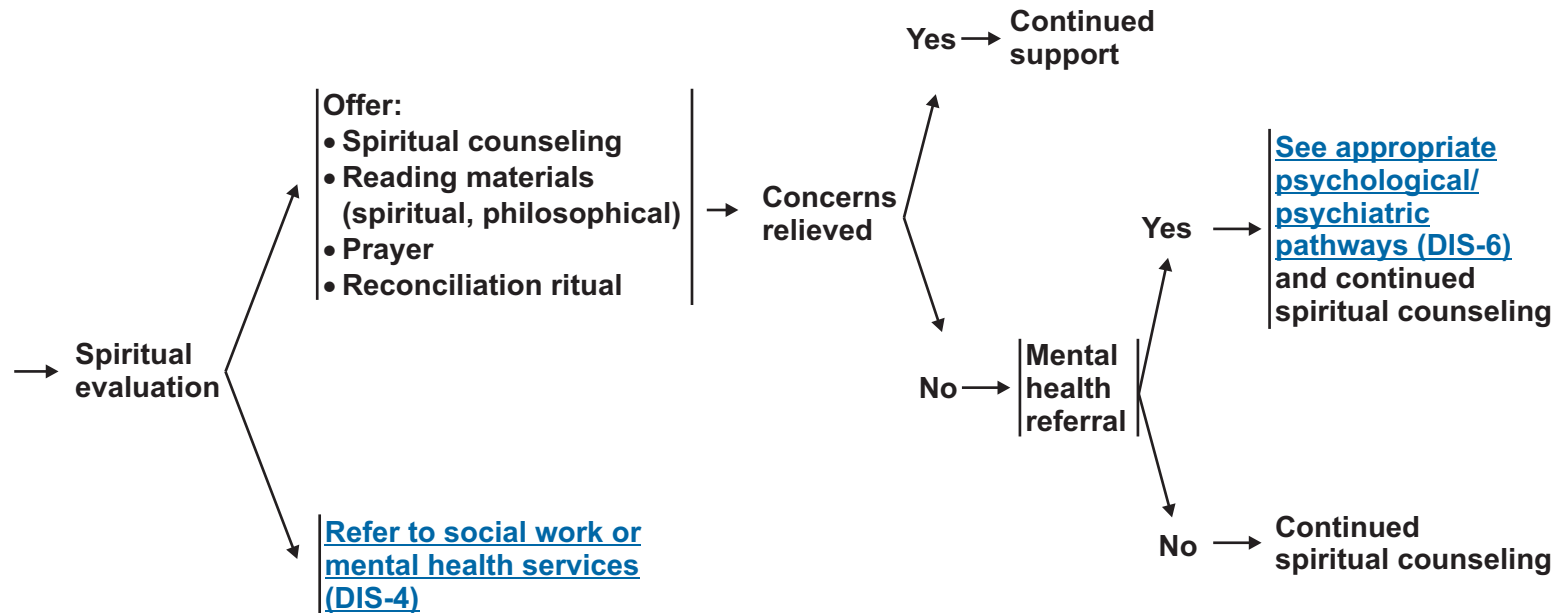 Spiritual
evaluation
Offer:
• Spiritual counseling
• Reading materials
(spiritual, philosophical)
• Prayer
• Reconciliation ritual
Refer to social work or
mental health services
(DIS-4)
Concerns
relieved
Yes
Continued
support
No
Mental
health
referral
Yes
See appropriate
psychological/
psychiatric
pathways (DIS-6)
and continued
spiritual counseling
No
Continued
spiritual counseling